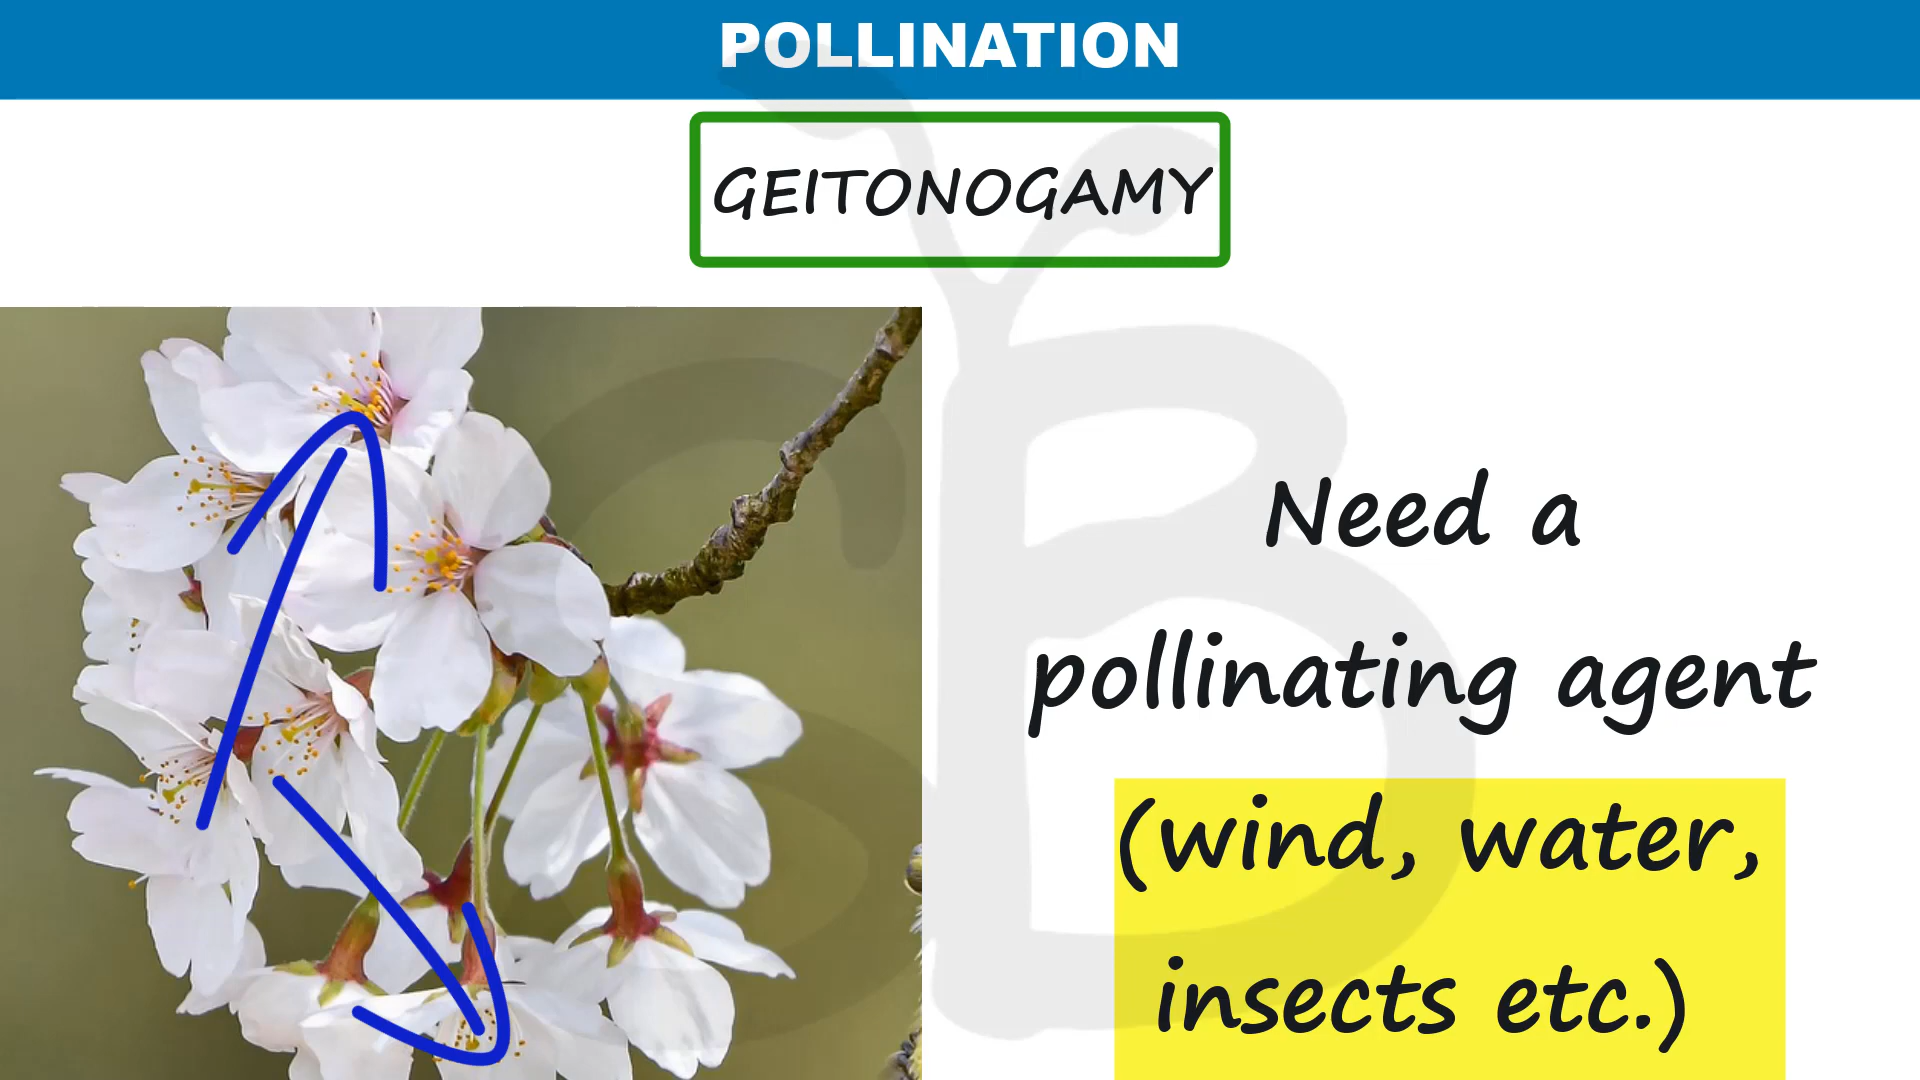 POLLINATION
GEITONOGAMY
Need a
pollinating agent
(wind, water,
insects etc.)